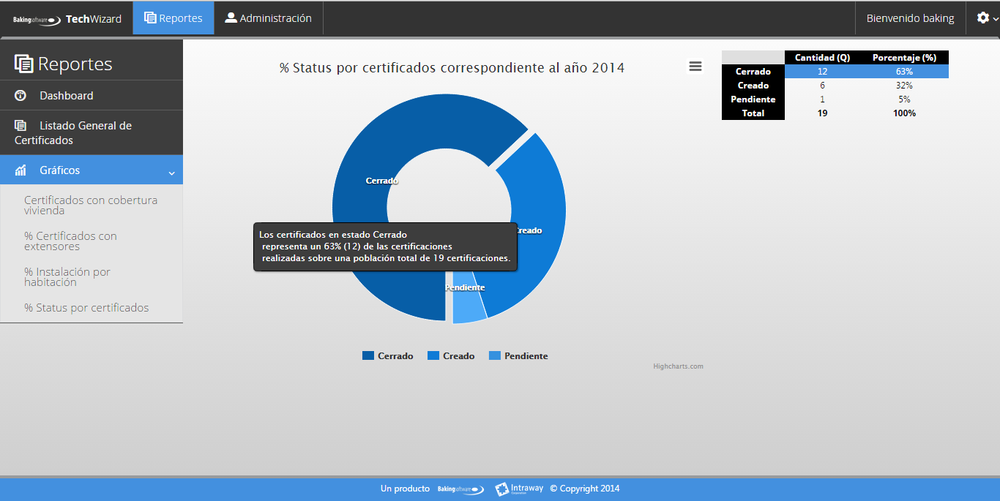 Bakingsoftware TechWizard
Reportes
Administración
Bienvenido baking
Reportes
Dashboard
Listado General de
Certificados
Gráficos
Certificados con cobertura
vivienda
% Certificados con
extensores
% Instalación por
habitación
% Status por certificados
% Status por certificados correspondiente al año 2014
Cerrado
Creado
Los certificados en estado Cerrado
representa un 63% (12) de las certificaciones
realizadas sobre una población total de 19 certificaciones.
Pendiente
Cerrado Creado Pendiente
Highcharts.com
Cantidad (Q) Porcentaje (%)
Cerrado 12 63%
Creado 6 32%
Pendiente 1 5%
Total 19 100%
Un producto Bakingsoftware Intraway Corporation © Copyright 2014